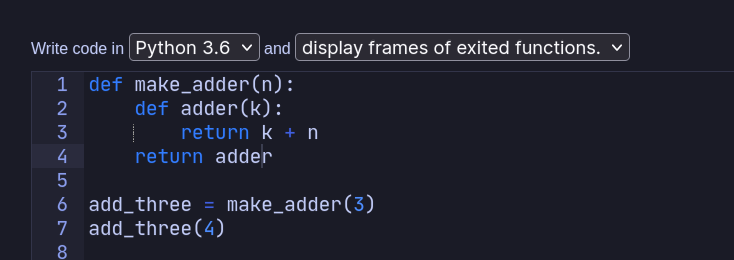 Write code in Python 3.6 and display frames of exited functions.
1 def make_adder(n):
2     def adder(k):
3         return k + n
4     return adder
5
6 add_three = make_adder(3)
7 add_three(4)
8